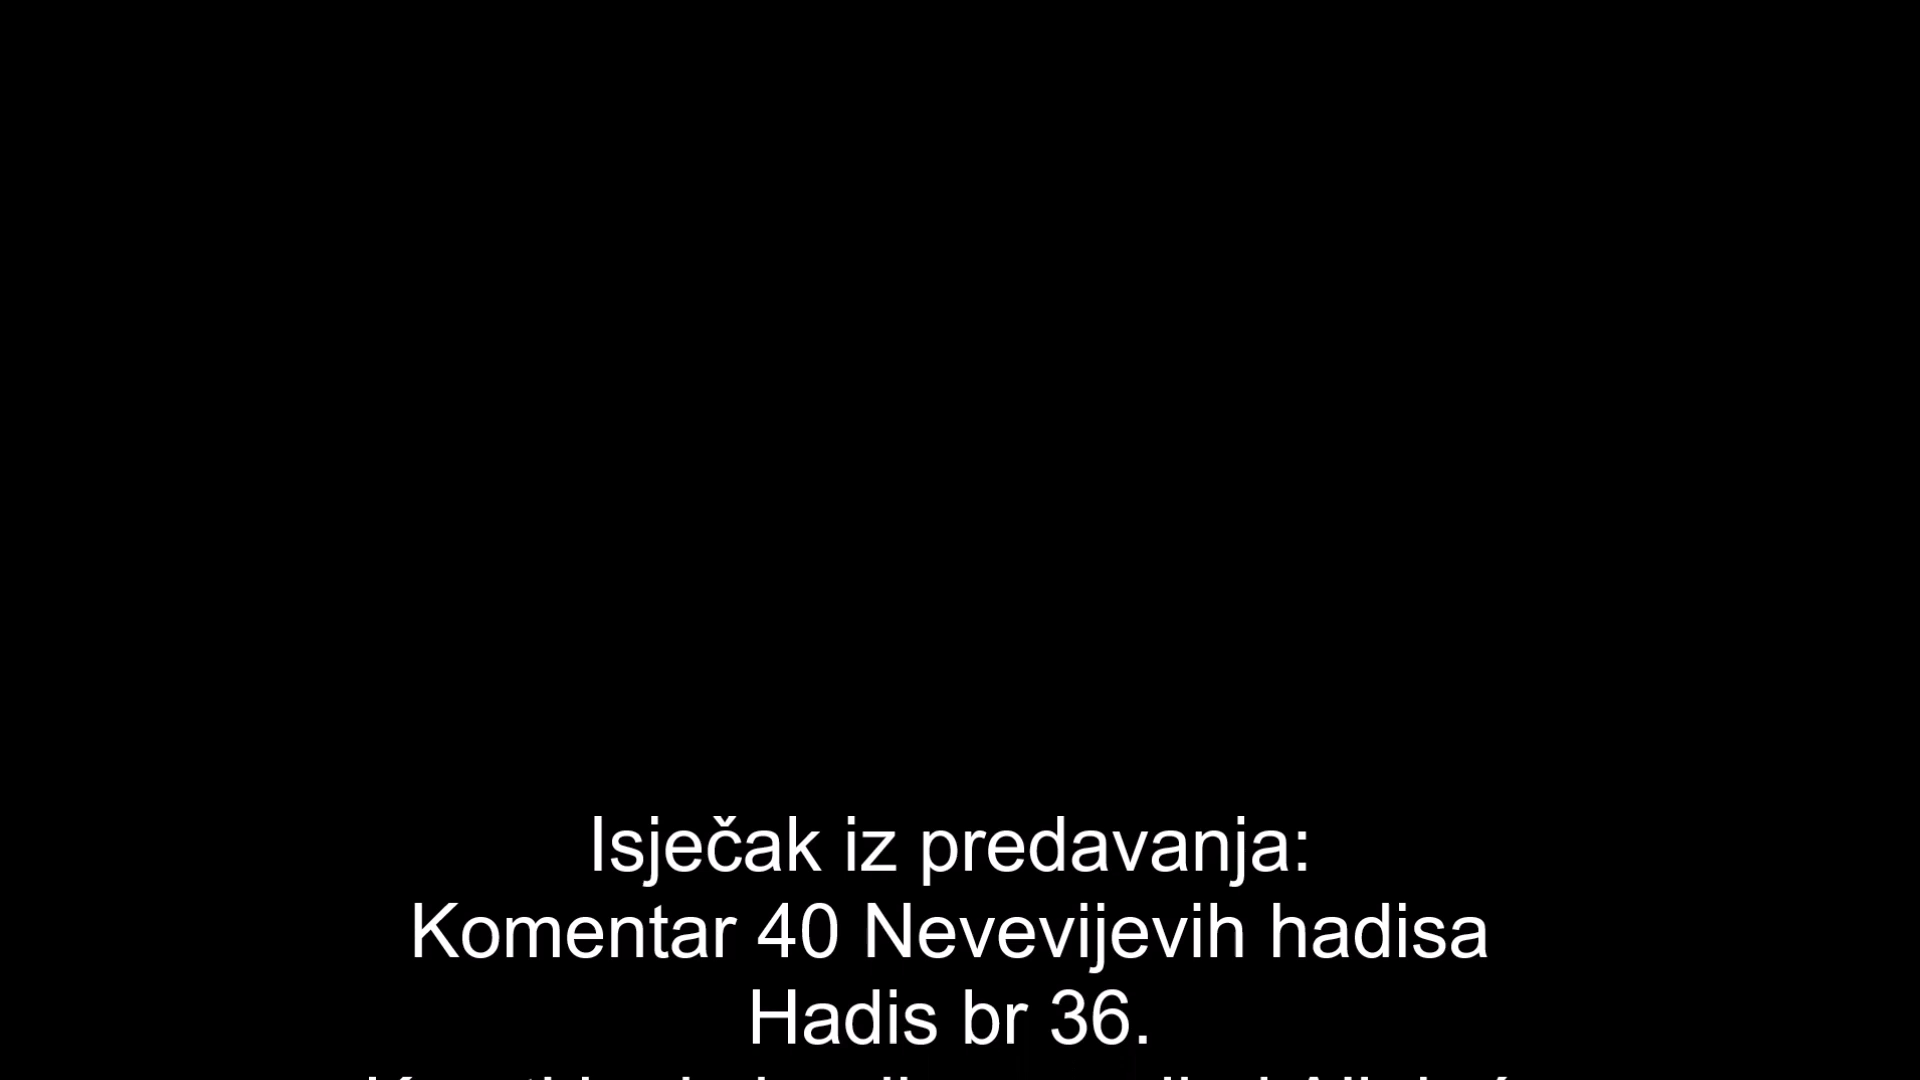 Isječak iz predavanja:
Komentar 40 Nevevijevih hadisa
Hadis br 36.